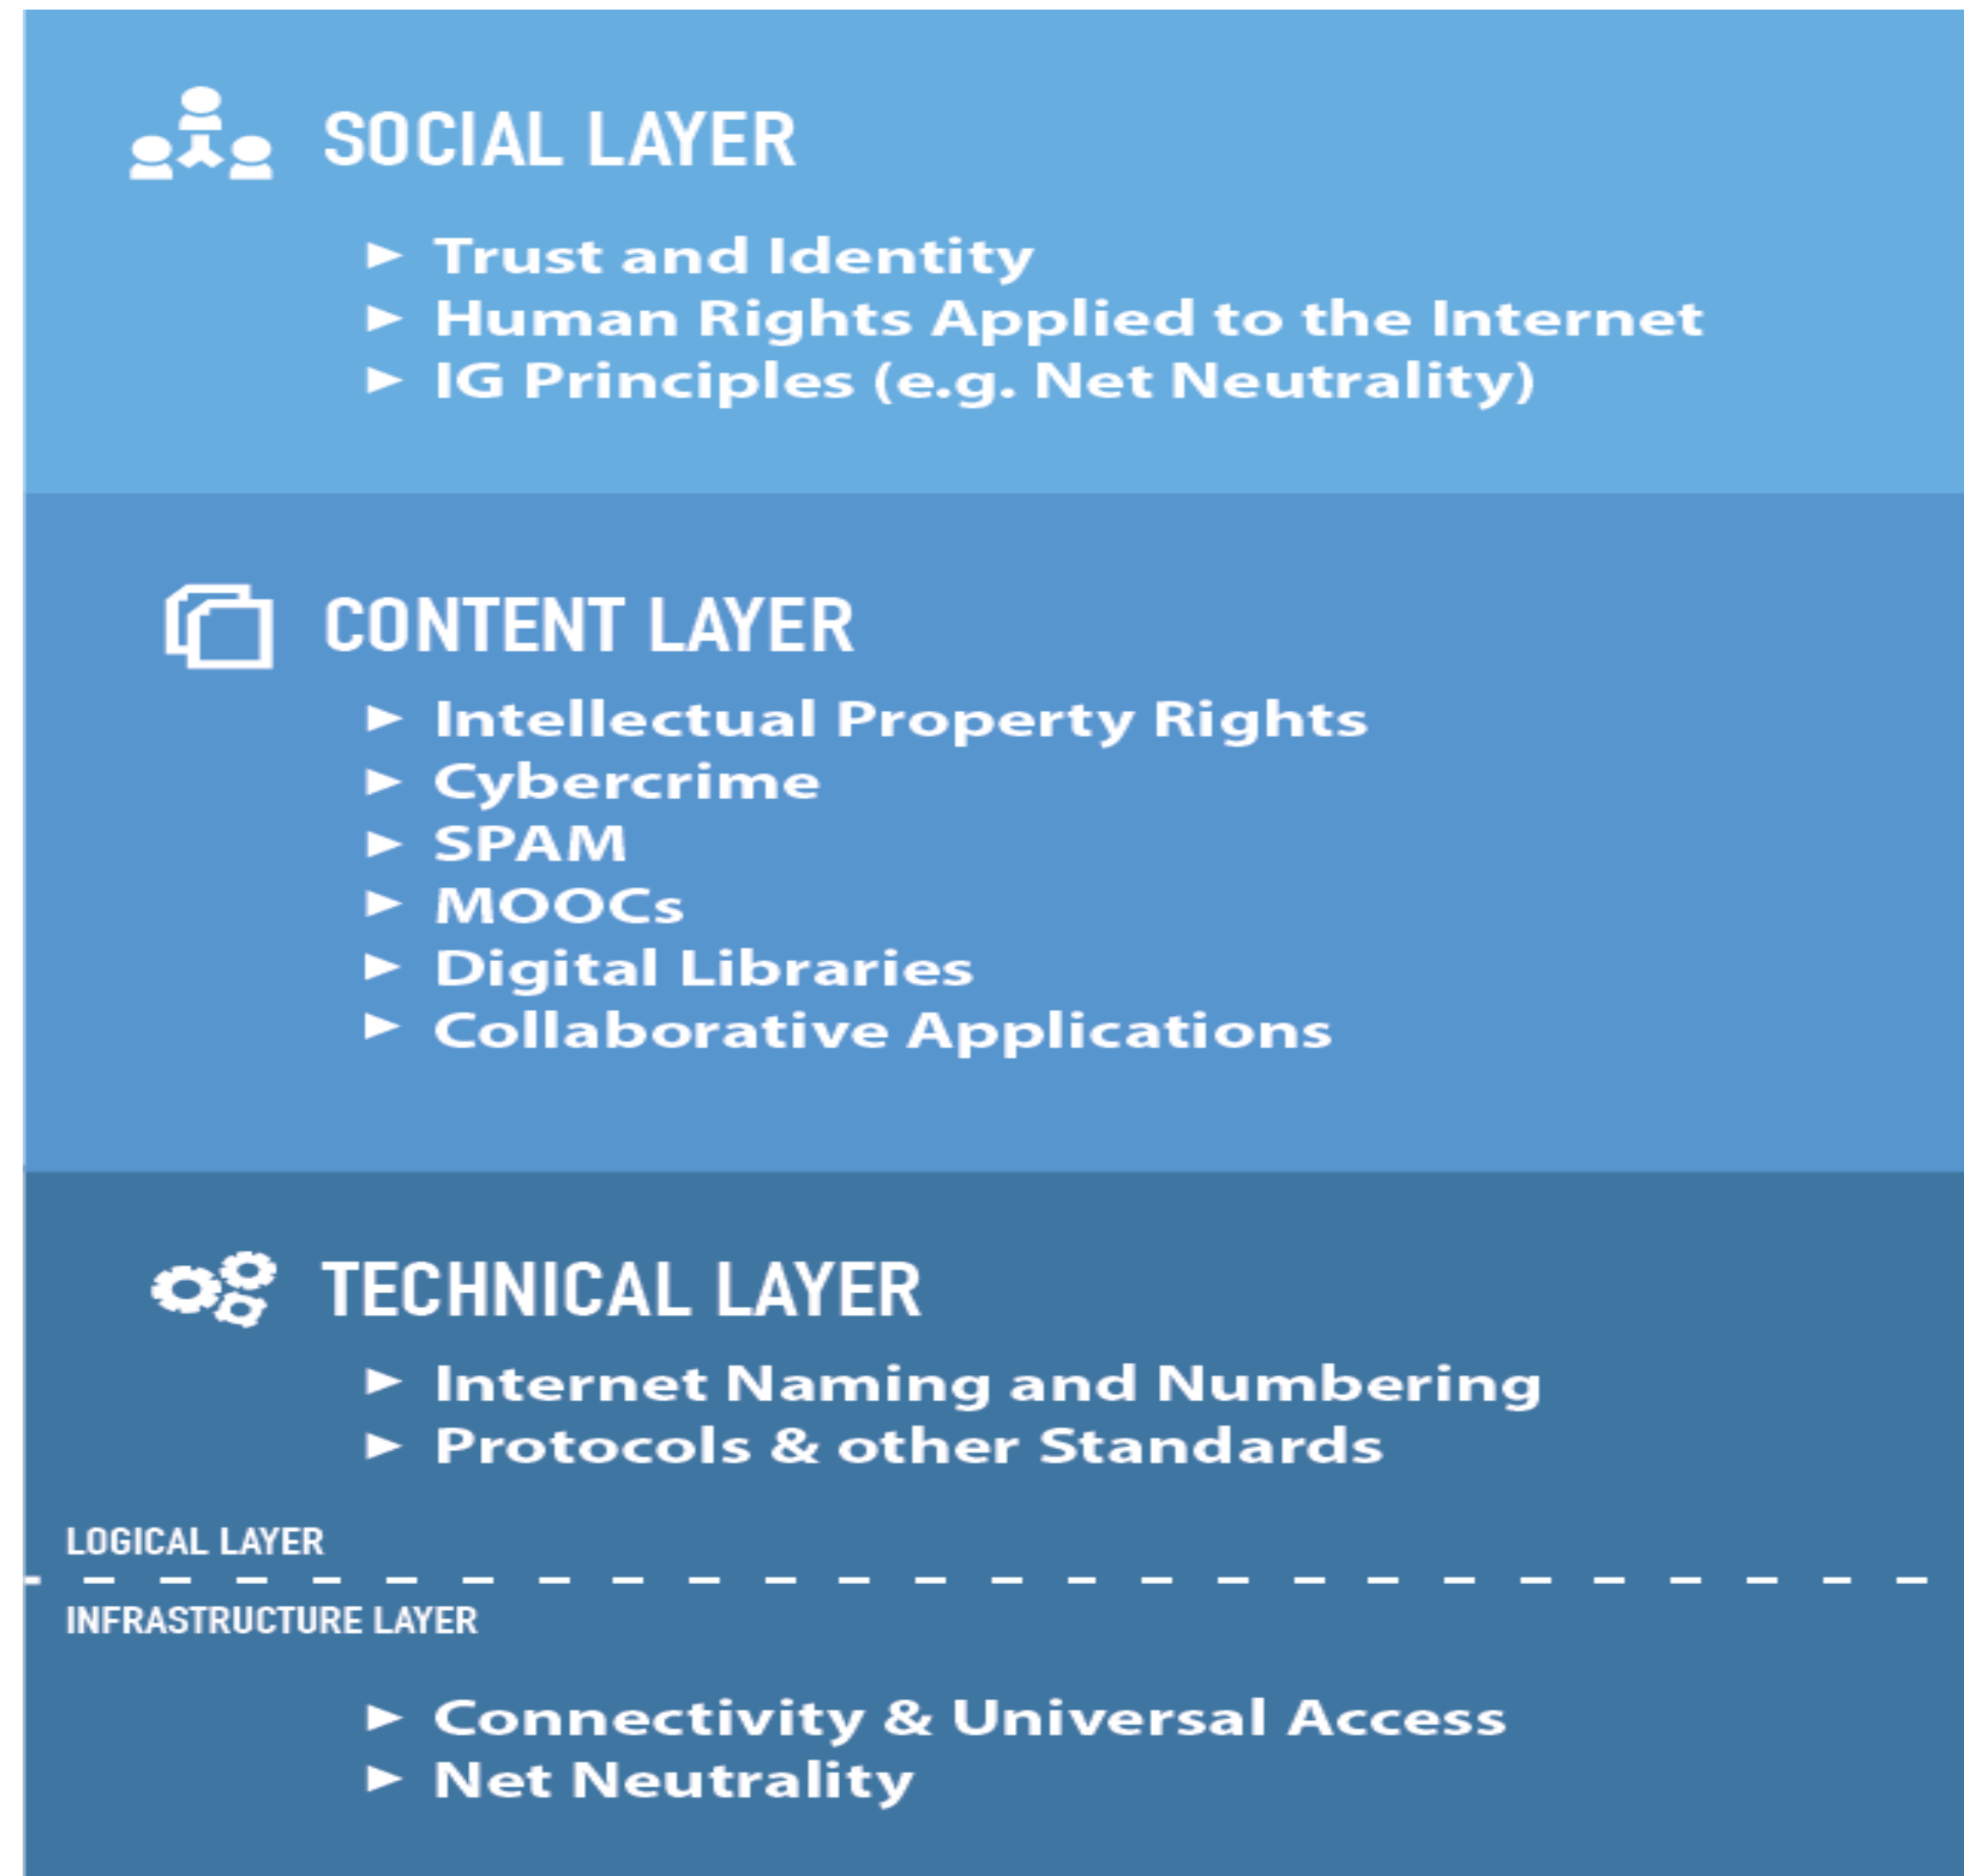 SOCIAL LAYER
► Trust and Identity
► Human Rights Applied to the Internet
► IG Principles (e.g. Net Neutrality)
CONTENT LAYER
► Intellectual Property Rights
► Cybercrime
► SPAM
► MOOCs
► Digital Libraries
► Collaborative Applications
TECHNICAL LAYER
► Internet Naming and Numbering
► Protocols & other Standards
LOGICAL LAYER
INFRASTRUCTURE LAYER
► Connectivity & Universal Access
► Net Neutrality